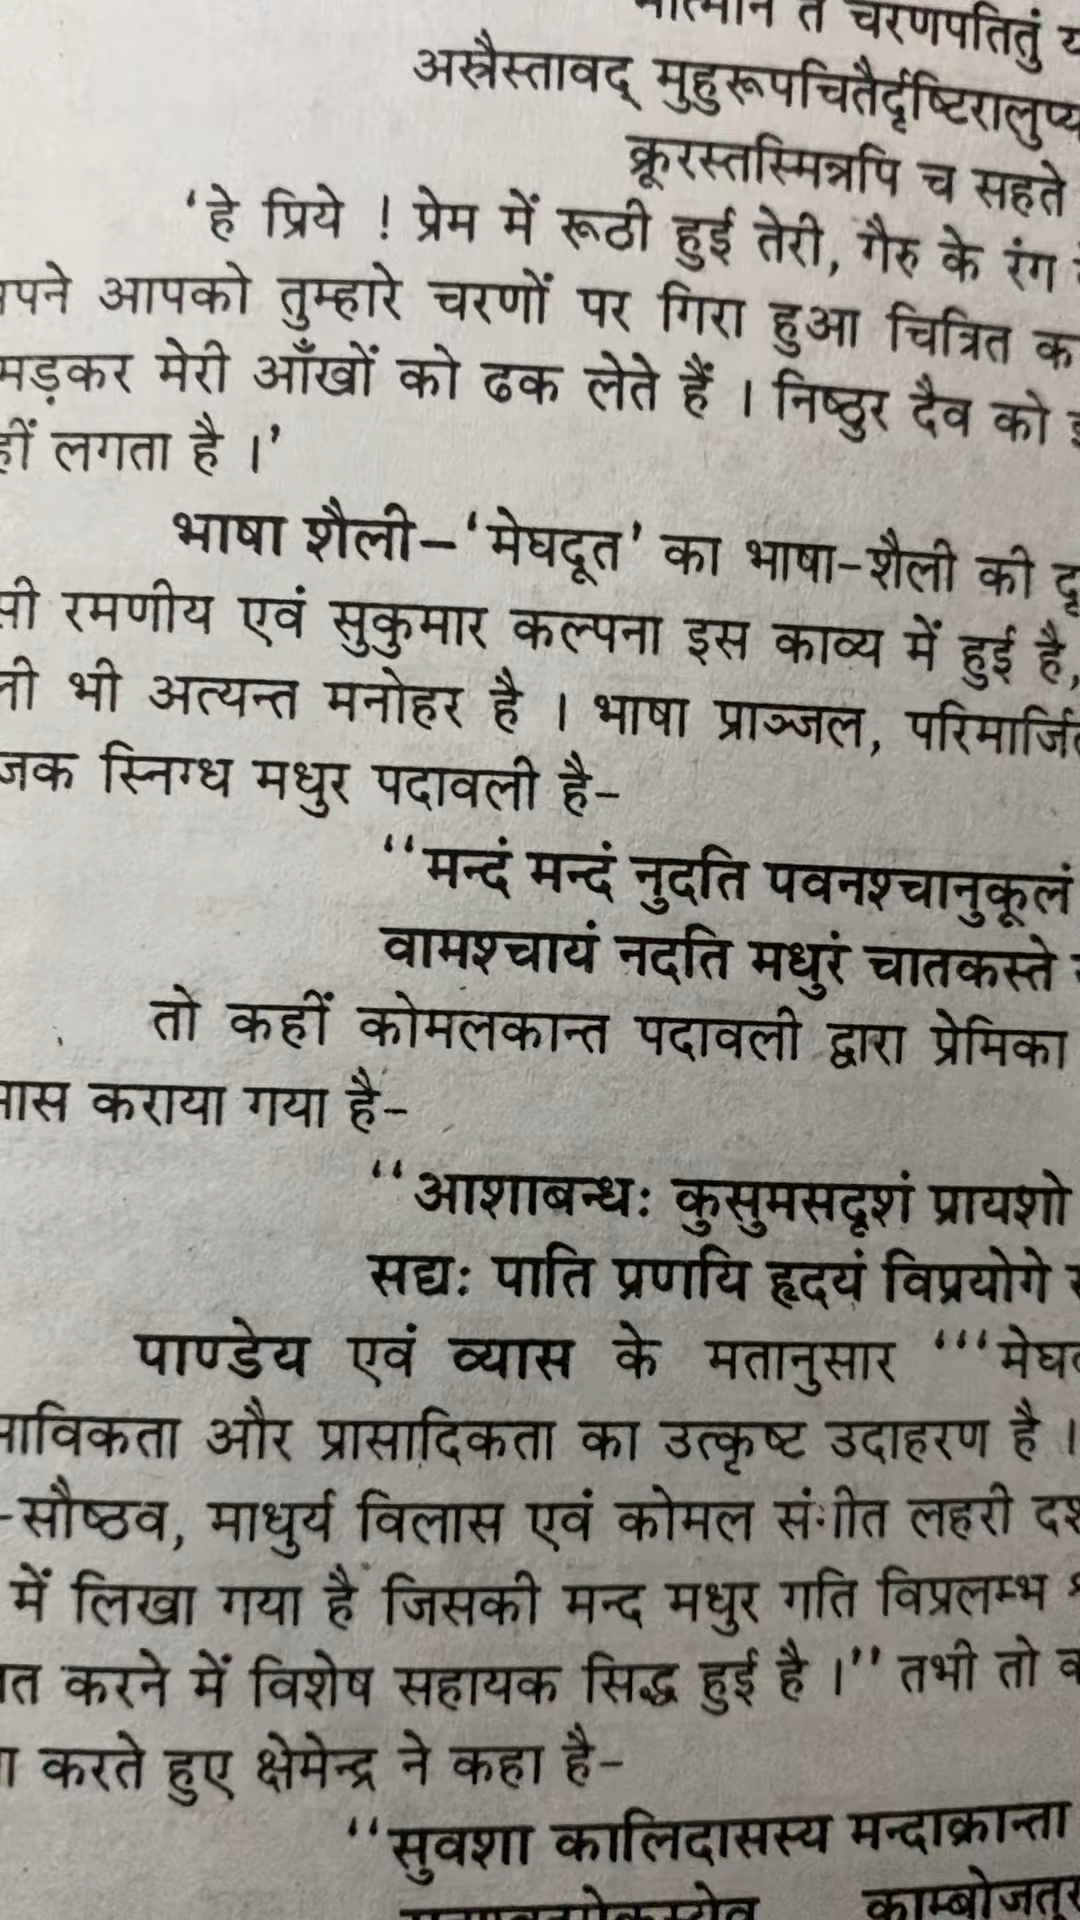 त चरणपतितुं
अस्त्रैस्तावद् मुहुरूपचितैर्दृष्टिरालुप्य
क्रूरस्तस्मिन्नपि च सहते
‘हे प्रिये ! प्रेम में रूठी हुई तेरी, गैरु के रंग
पने आपको तुम्हारे चरणों पर गिरा हुआ चित्रित क
मड़कर मेरी आँखों को ढक लेते हैं । निष्ठुर दैव को
हीं लगता है ।’
भाषा शैली–‘मेघदूत’ का भाषा-शैली की दृ
सी रमणीय एवं सुकुमार कल्पना इस काव्य में हुई है,
ली भी अत्यन्त मनोहर है । भाषा प्राञ्जल, परिमार्जित
जक स्निग्ध मधुर पदावली है–
‘‘मन्दं मन्दं नुदति पवनश्चानुकूलं
वामश्चायं नदति मधुरं चातकस्ते
तो कहीं कोमलकान्त पदावली द्वारा प्रेमिका
भास कराया गया है–
‘‘आशाबन्धः कुसुमसदृशं प्रायशो
सद्यः पाति प्रणयि हृदयं विप्रयोगे
पाण्डेय एवं व्यास के मतानुसार ‘‘‘मेघद
भाविकता और प्रासादिकता का उत्कृष्ट उदाहरण है ।
-सौष्ठव, माधुर्य विलास एवं कोमल संगीत लहरी दश
में लिखा गया है जिसकी मन्द मधुर गति विप्रलम्भ
त करने में विशेष सहायक सिद्ध हुई है ।’’ तभी तो क
ा करते हुए क्षेमेन्द्र ने कहा है–
‘‘सुवशा कालिदासस्य मन्दाक्रान्ता
काम्बोजतुर